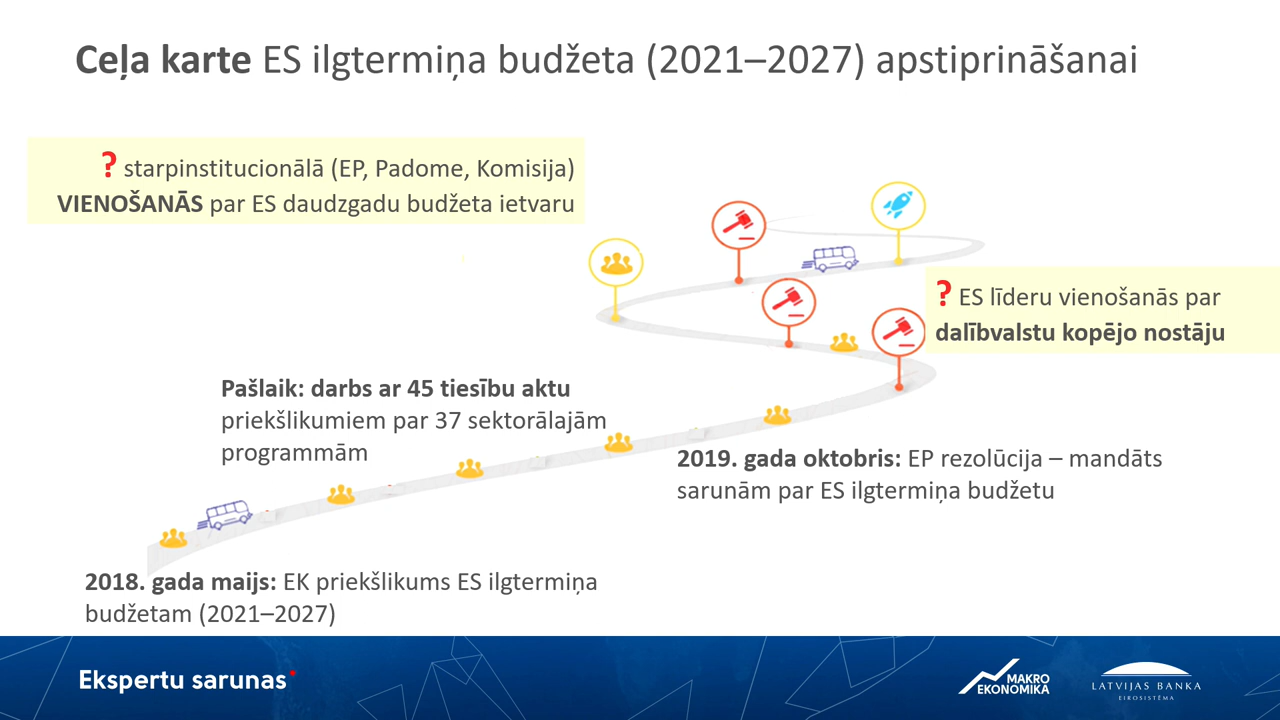 Ceļa karte ES ilgtermiņa budžeta (2021–2027) apstiprināšanai
? starpinstitucionālā (EP, Padome, Komisija)
VIENOŠANĀS par ES daudzgadu budžeta ietvaru
? ES līderu vienošanās par
dalībvalstu kopējo nostāju
Pašlaik: darbs ar 45 tiesību aktu
priekšlikumiem par 37 sektorālajām
programmām
2019. gada oktobris: EP rezolūcija – mandāts
sarunām par ES ilgtermiņa budžetu
2018. gada maijs: EK priekšlikums ES ilgtermiņa
budžetam (2021–2027)
Ekspertu sarunas
MAKRO
EKONOMIKA
LATVIJAS BANKA
EIROSISTĒMA